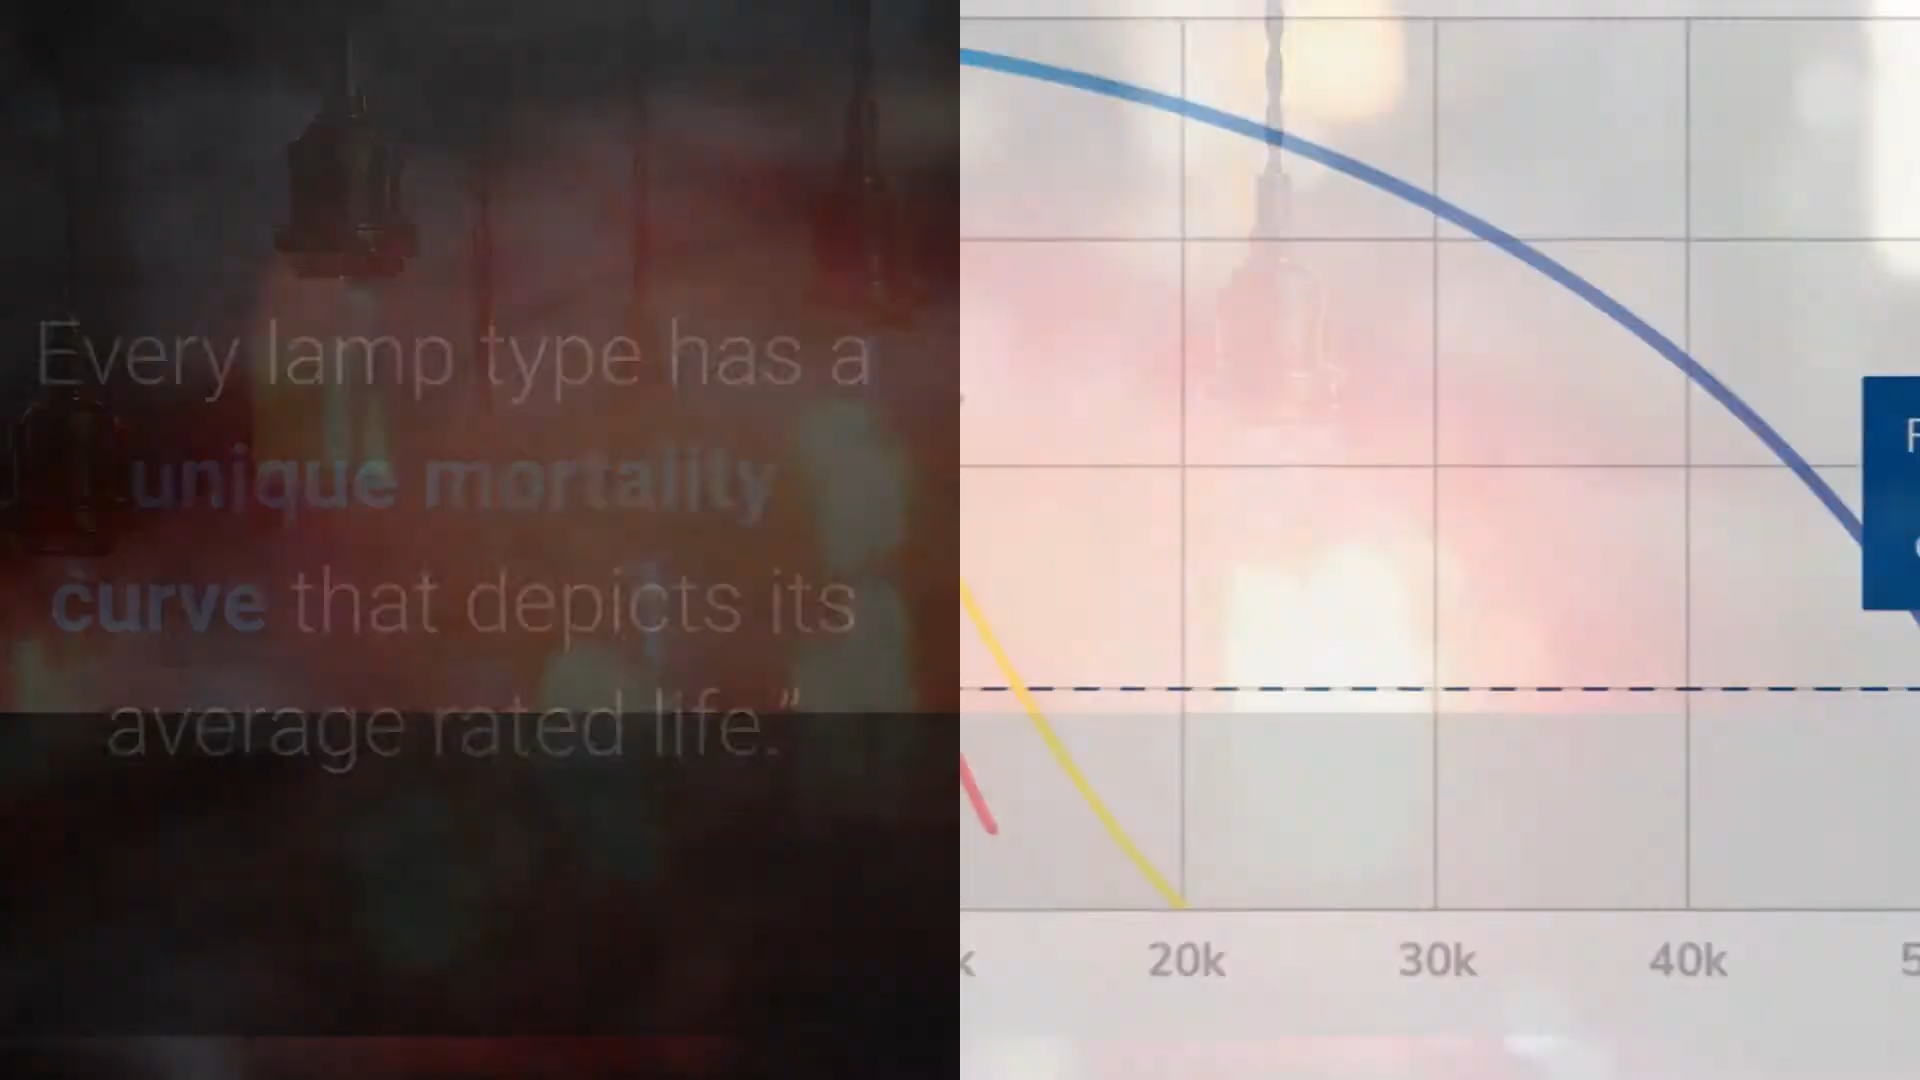 Every lamp type has a
unique mortality
curve that depicts its
average rated life.”
20k 30k 40k